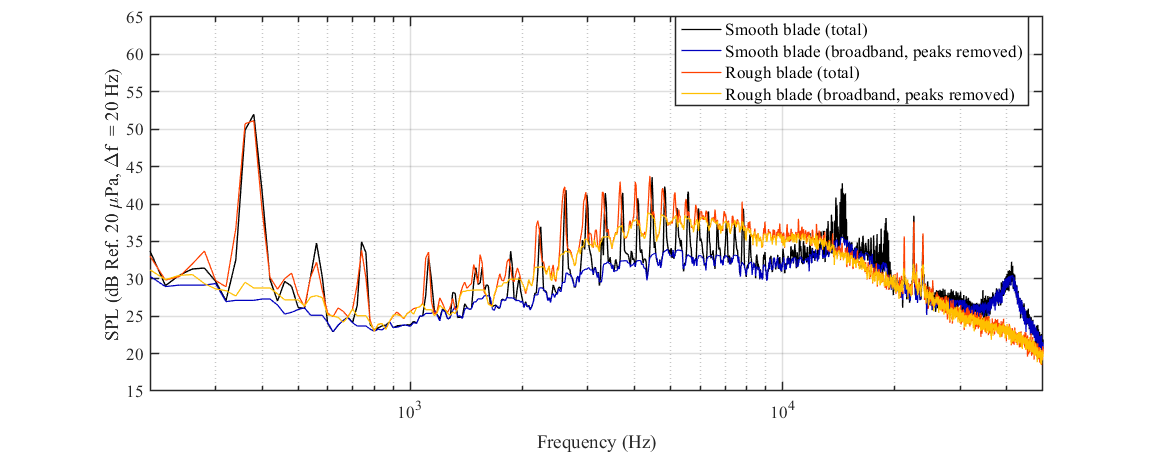 65
60
55
50
45
40
35
30
25
20
15
SPL (dB Ref. 20 μPa, Δf = 20 Hz)
Smooth blade (total)
Smooth blade (broadband, peaks removed)
Rough blade (total)
Rough blade (broadband, peaks removed)
10³ 10⁴
Frequency (Hz)